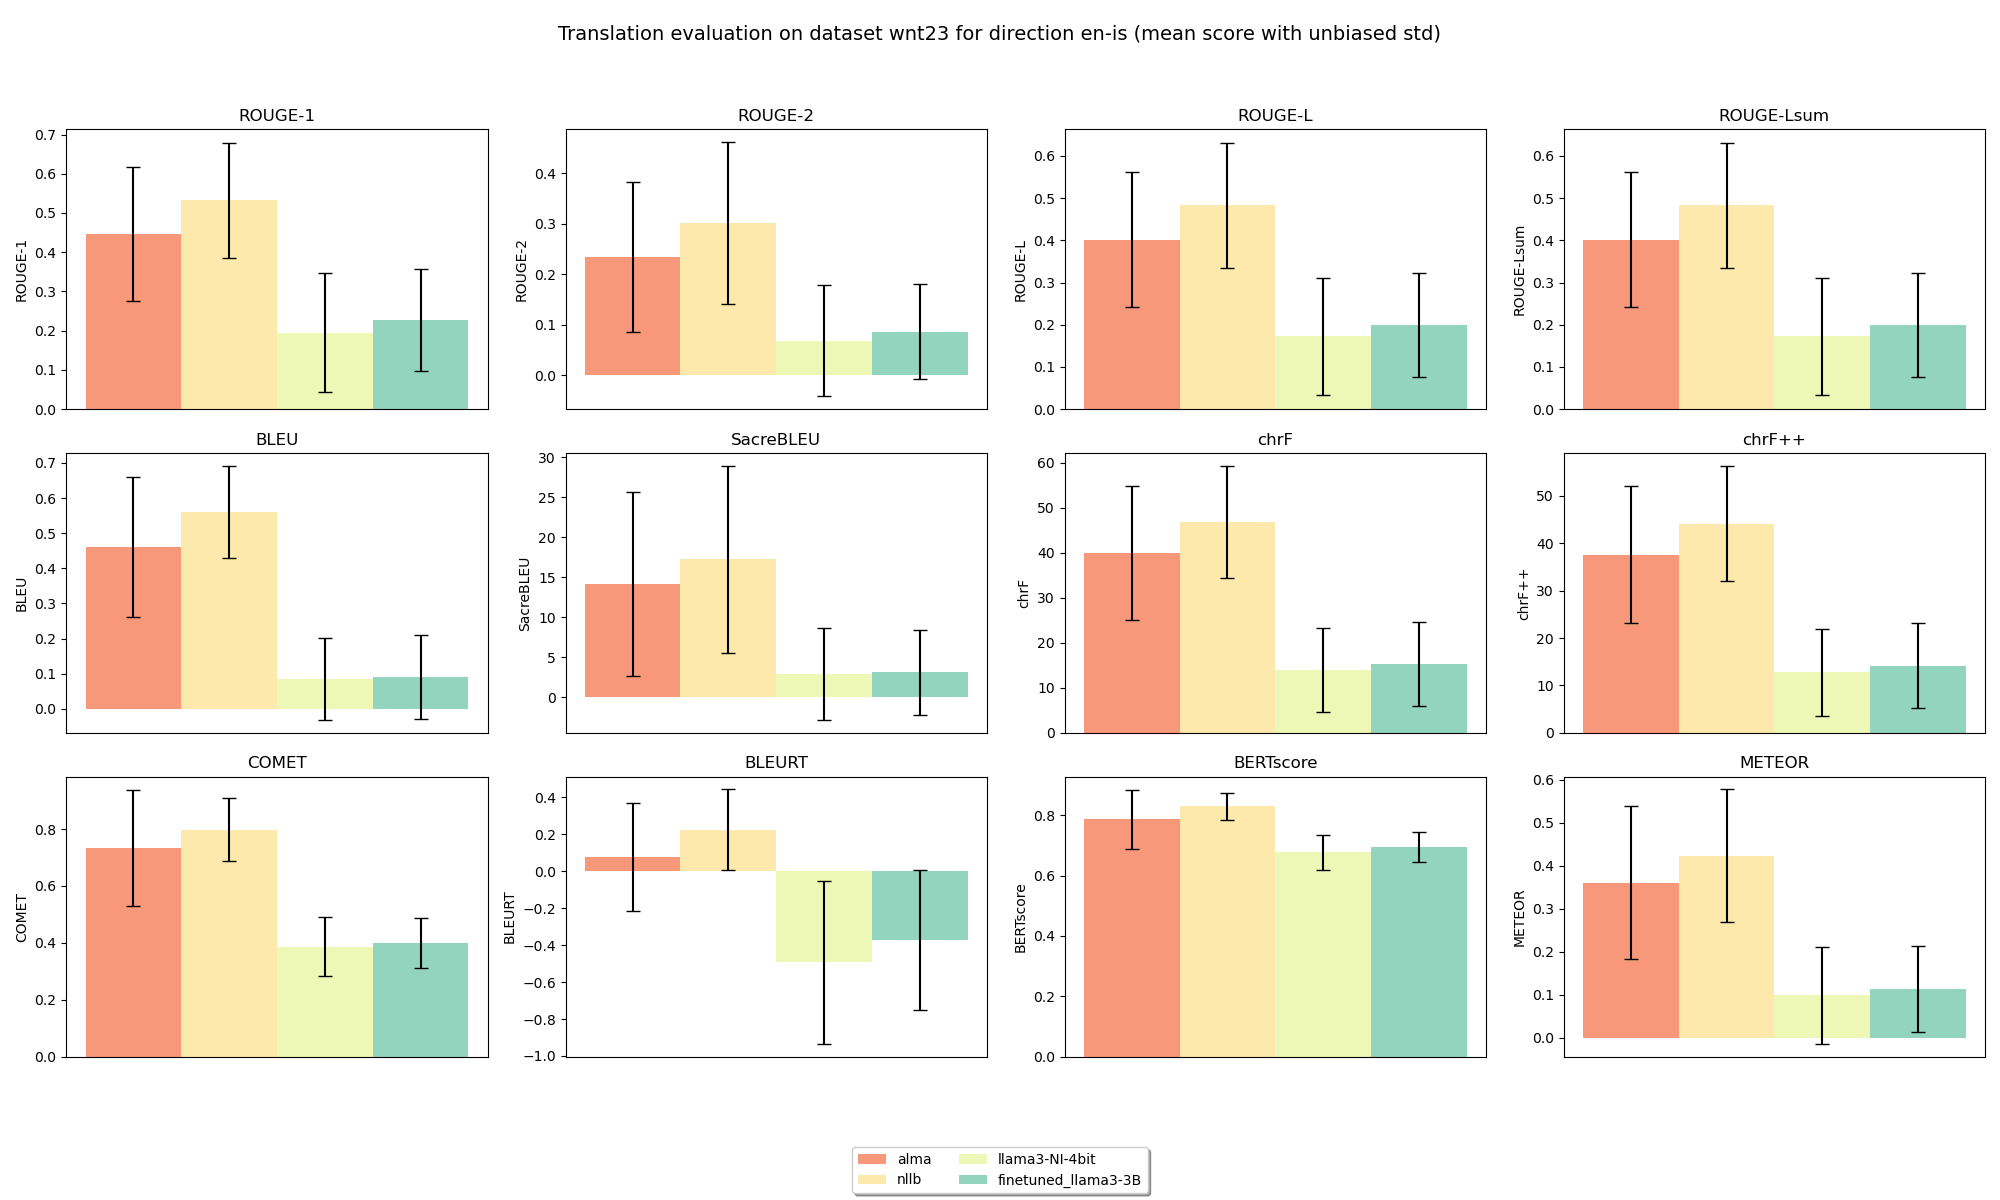 Translation evaluation on dataset wnt23 for direction en-is (mean score with unbiased std)
ROUGE-1
ROUGE-1
0.7
0.6
0.5
0.4
0.3
0.2
0.1
0.0
ROUGE-2
ROUGE-2
0.4
0.3
0.2
0.1
0.0
ROUGE-L
ROUGE-L
0.6
0.5
0.4
0.3
0.2
0.1
0.0
ROUGE-Lsum
ROUGE-Lsum
0.6
0.5
0.4
0.3
0.2
0.1
0.0
BLEU
BLEU
0.7
0.6
0.5
0.4
0.3
0.2
0.1
0.0
SacreBLEU
SacreBLEU
30
25
20
15
10
5
0
chrF
chrF
60
50
40
30
20
10
0
chrF++
chrF++
50
40
30
20
10
0
COMET
COMET
0.8
0.6
0.4
0.2
0.0
BLEURT
BLEURT
0.4
0.2
0.0
−0.2
−0.4
−0.6
−0.8
−1.0
BERTscore
BERTscore
0.8
0.6
0.4
0.2
0.0
METEOR
METEOR
0.6
0.5
0.4
0.3
0.2
0.1
0.0
alma
nllb
llama3-NI-4bit
finetuned_llama3-3B